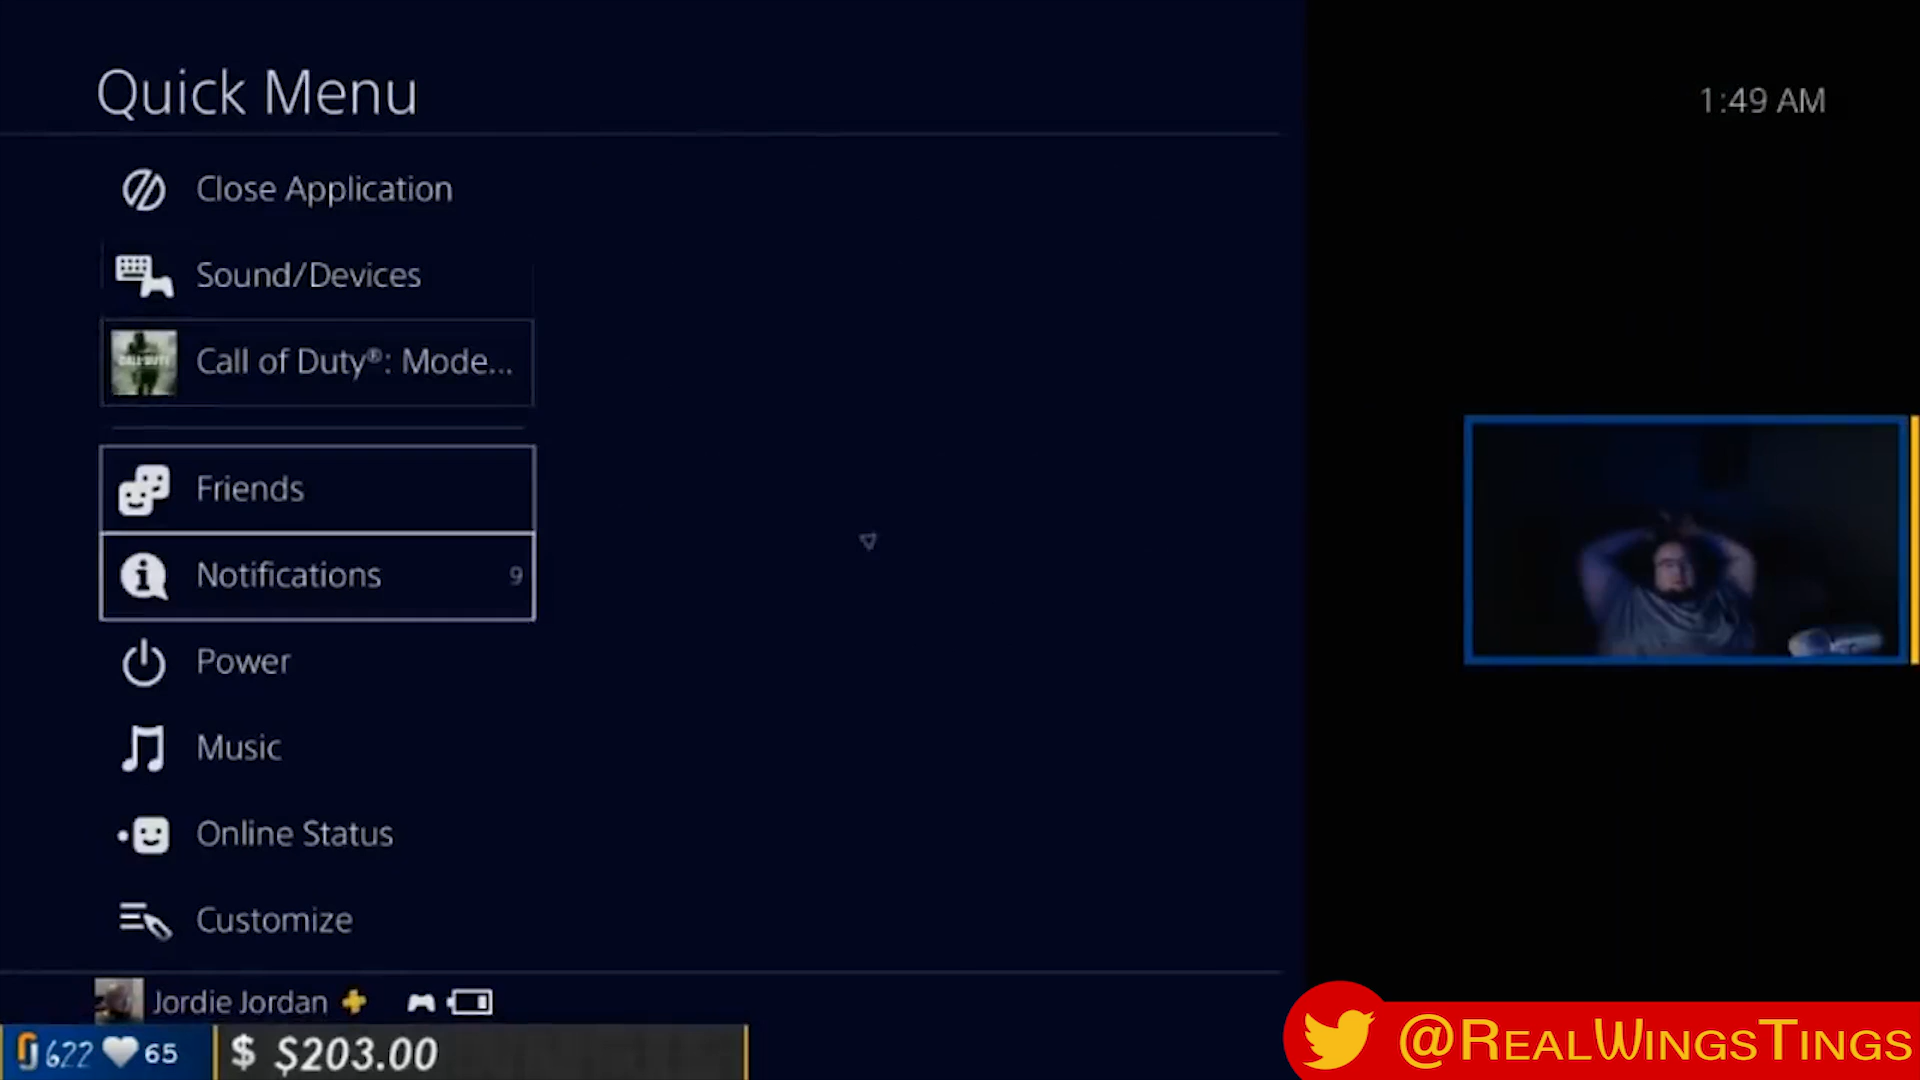 Quick Menu
1:49 AM
Close Application
Sound/Devices
Call of Duty®: Mode...
Friends
Notifications 9
Power
Music
Online Status
Customize
Jordie Jordan
622 65 $ $203.00
@RealWingsTings